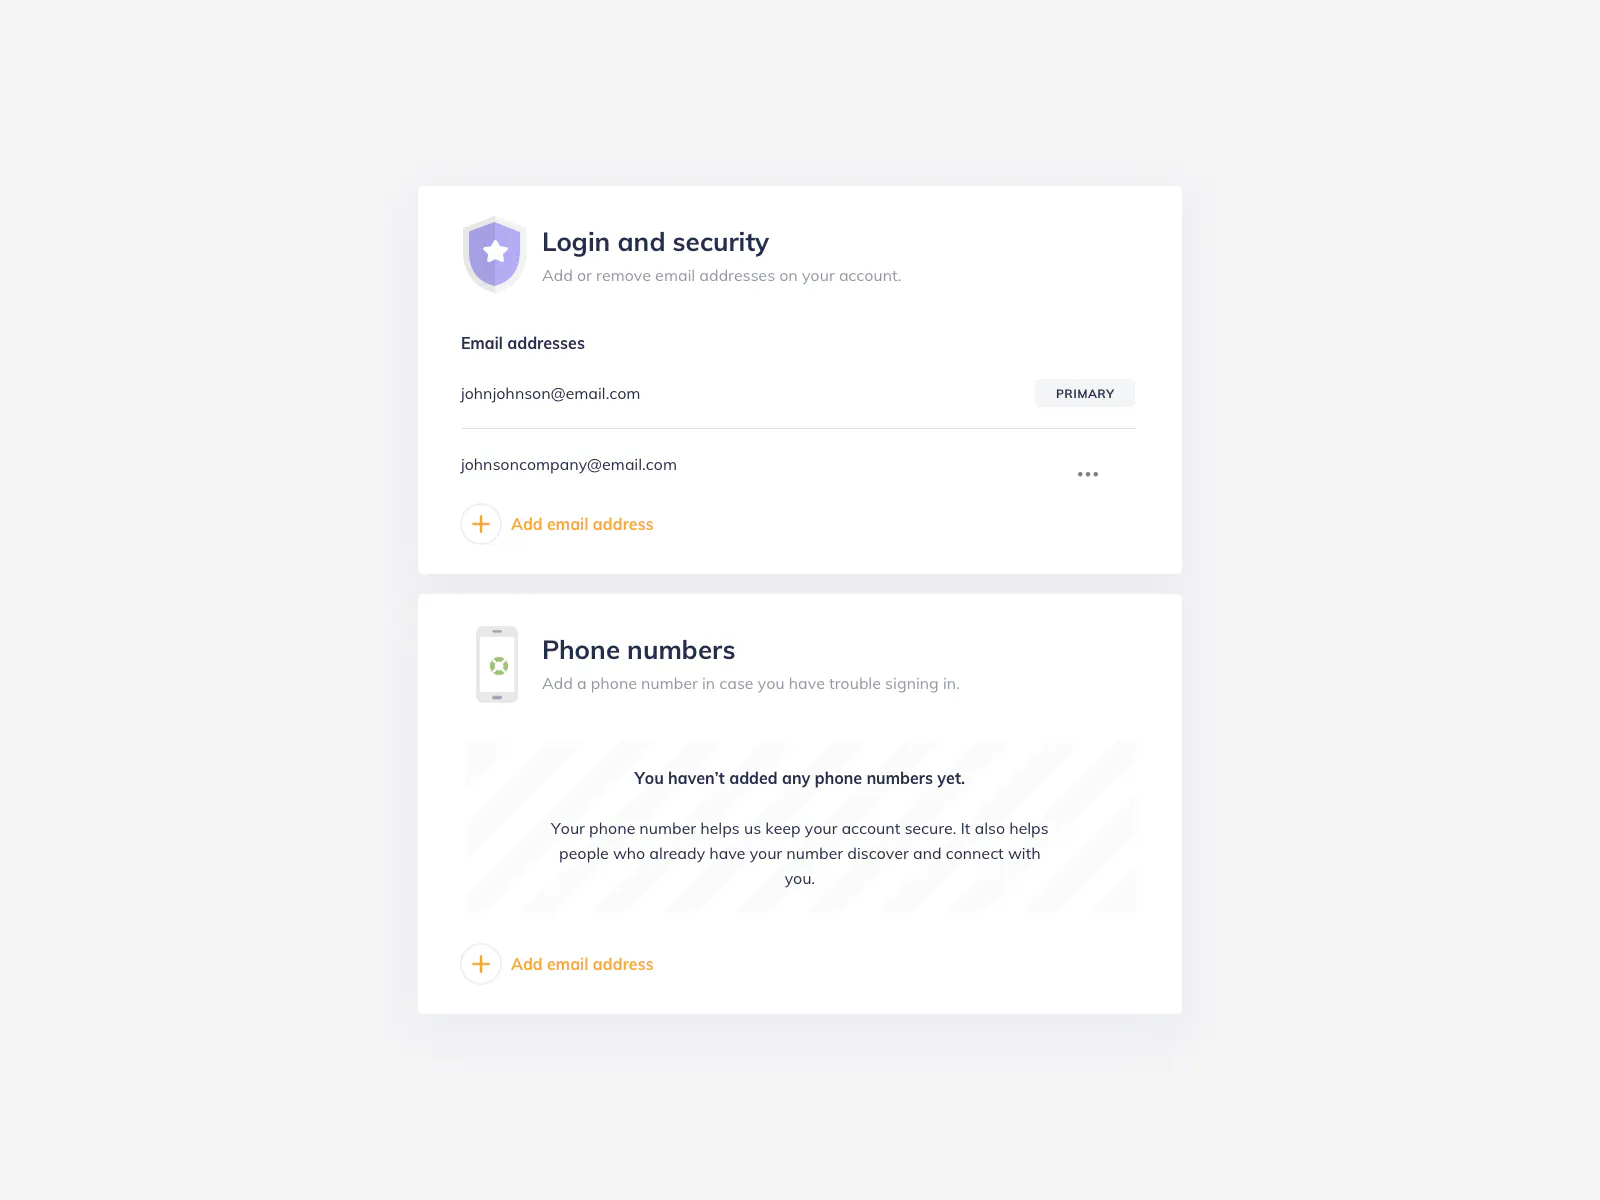 Login and security
Add or remove email addresses on your account.
Email addresses
johnjohnson@email.com
PRIMARY
johnsoncompany@email.com
Add email address
Phone numbers
Add a phone number in case you have trouble signing in.
You haven’t added any phone numbers yet.
Your phone number helps us keep your account secure. It also helps
people who already have your number discover and connect with
you.
Add email address